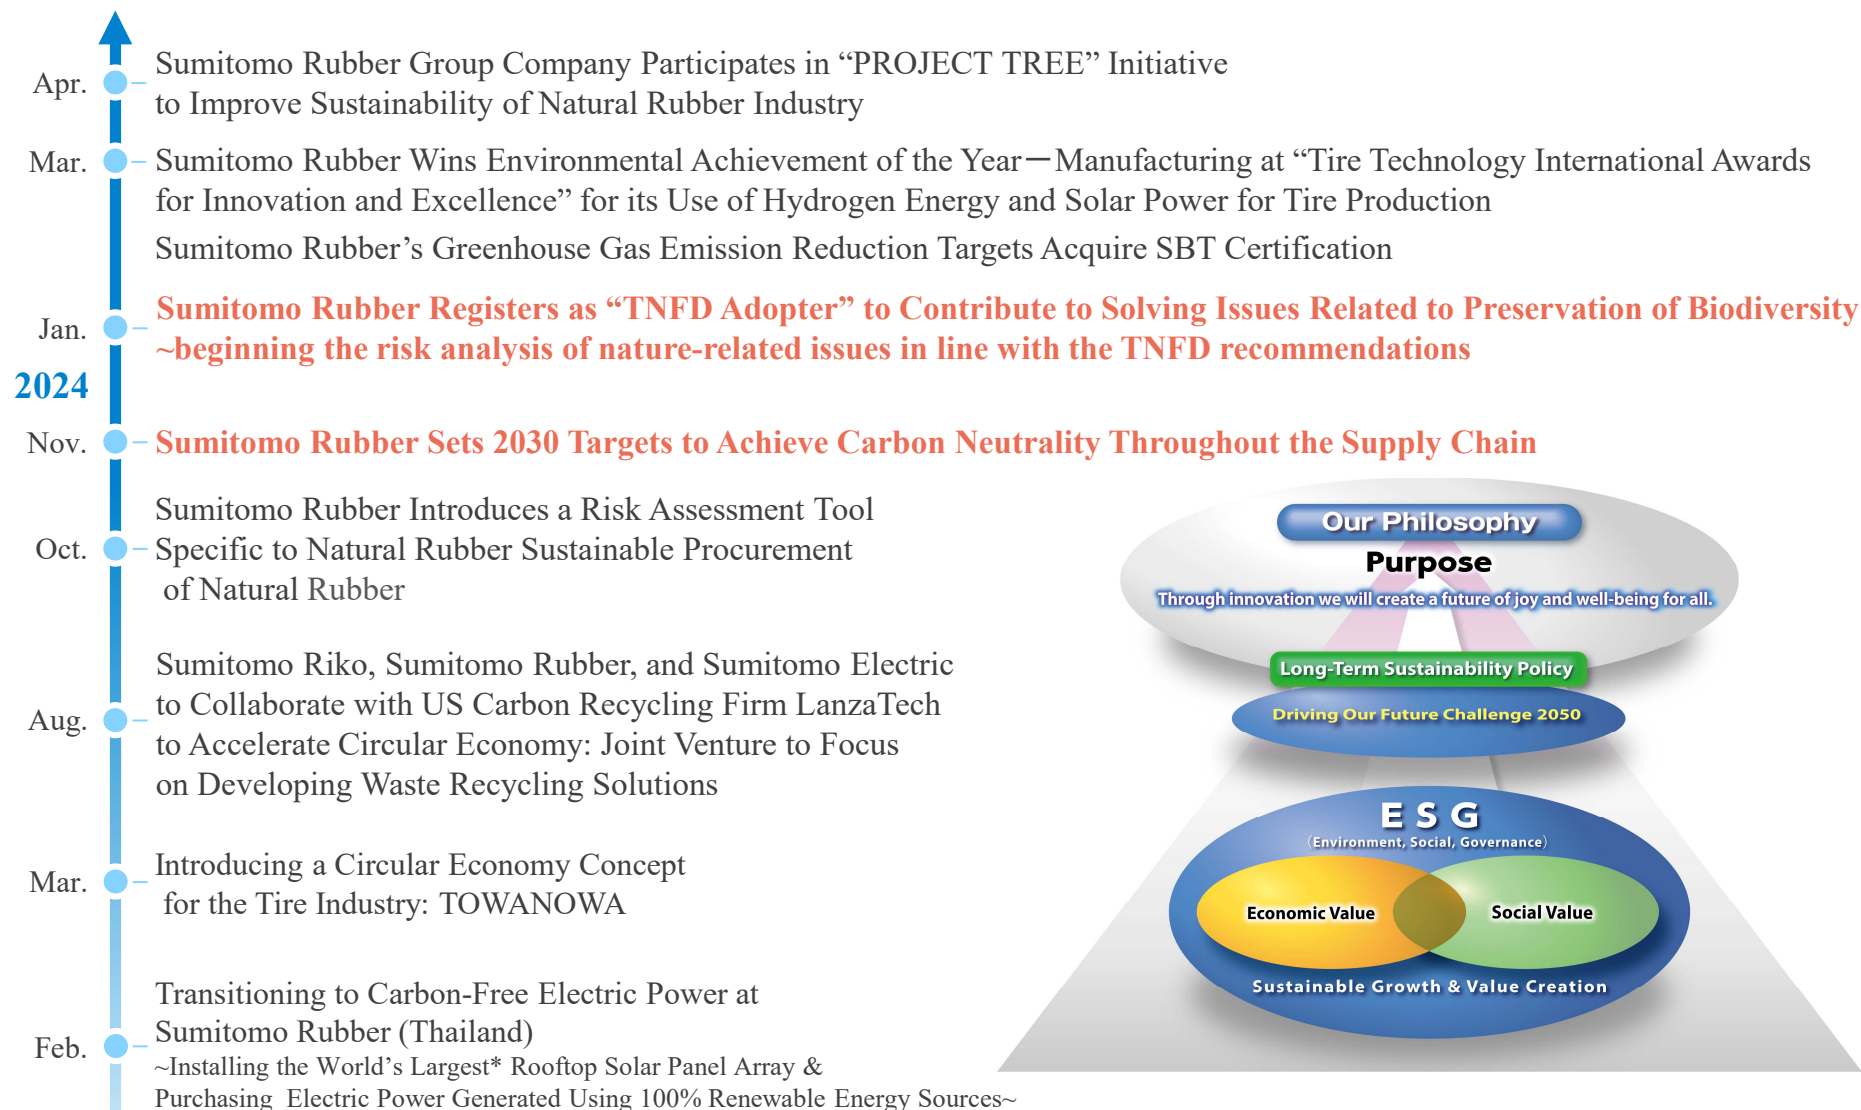 Apr.
Sumitomo Rubber Group Company Participates in “PROJECT TREE” Initiative
to Improve Sustainability of Natural Rubber Industry
Mar.
Sumitomo Rubber Wins Environmental Achievement of the Year—Manufacturing at “Tire Technology International Awards
for Innovation and Excellence” for its Use of Hydrogen Energy and Solar Power for Tire Production
Sumitomo Rubber’s Greenhouse Gas Emission Reduction Targets Acquire SBT Certification
Jan.
Sumitomo Rubber Registers as “TNFD Adopter” to Contribute to Solving Issues Related to Preservation of Biodiversity
~beginning the risk analysis of nature-related issues in line with the TNFD recommendations
2024
Nov.
Sumitomo Rubber Sets 2030 Targets to Achieve Carbon Neutrality Throughout the Supply Chain
Oct.
Sumitomo Rubber Introduces a Risk Assessment Tool
Specific to Natural Rubber Sustainable Procurement
of Natural Rubber
Aug.
Sumitomo Riko, Sumitomo Rubber, and Sumitomo Electric
to Collaborate with US Carbon Recycling Firm LanzaTech
to Accelerate Circular Economy: Joint Venture to Focus
on Developing Waste Recycling Solutions
Mar.
Introducing a Circular Economy Concept
for the Tire Industry: TOWANOWA
Feb.
Transitioning to Carbon-Free Electric Power at
Sumitomo Rubber (Thailand)
~Installing the World’s Largest* Rooftop Solar Panel Array &
Purchasing Electric Power Generated Using 100% Renewable Energy Sources~
Our Philosophy
Purpose
Through innovation we will create a future of joy and well-being for all.
Long-Term Sustainability Policy
Driving Our Future Challenge 2050
E S G
(Environment, Social, Governance)
Economic Value
Social Value
Sustainable Growth & Value Creation